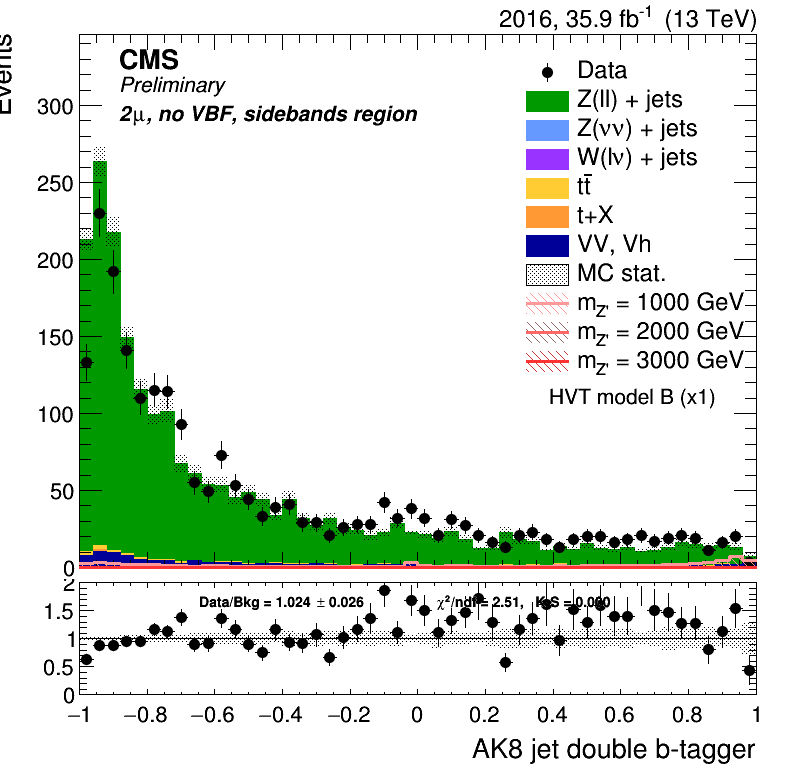 2016, 35.9 fb⁻¹ (13 TeV)
Events
CMS
Preliminary
2μ, no VBF, sidebands region
Data
Z(ll) + jets
Z(νν) + jets
W(lν) + jets
tt̄
t+X
VV, Vh
MC stat.
m_Z' = 1000 GeV
m_Z' = 2000 GeV
m_Z' = 3000 GeV
HVT model B (x1)
300
250
200
150
100
50
0
Data/Bkg = 1.024 ± 0.026 χ²/ndf = 2.51, K-S = 0.000
2
1.5
1
0.5
0
−1 −0.8 −0.6 −0.4 −0.2 0 0.2 0.4 0.6 0.8 1
AK8 jet double b-tagger